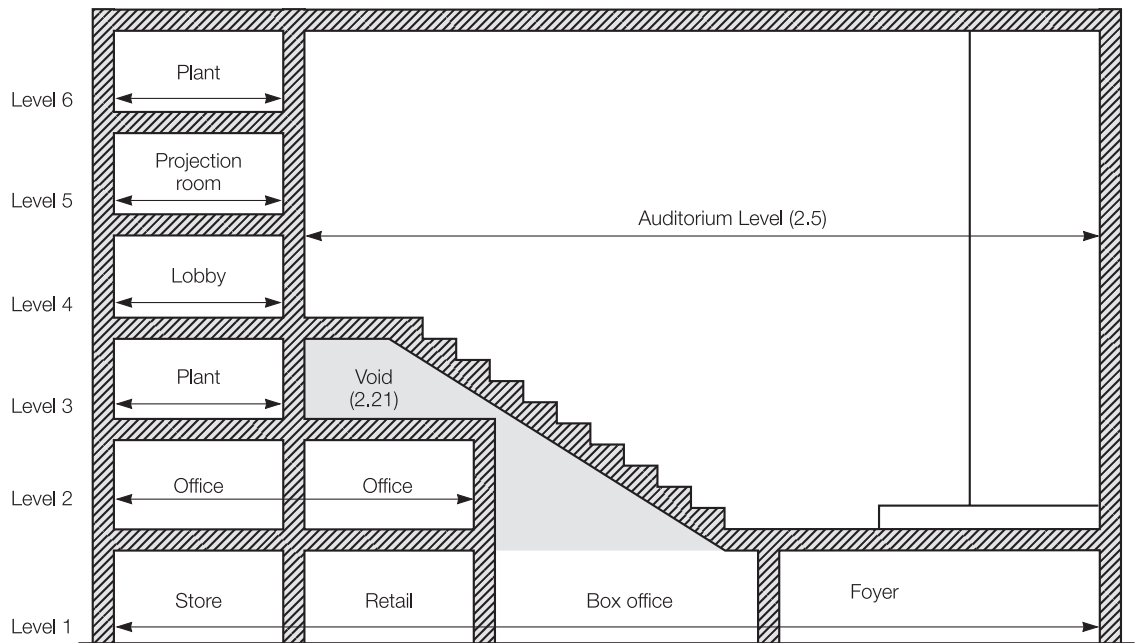 Plant
Level 6
Projection
room
Level 5
Auditorium Level (2.5)
Lobby
Level 4
Plant
Void
(2.21)
Level 3
Office Office
Level 2
Store Retail Box office Foyer
Level 1